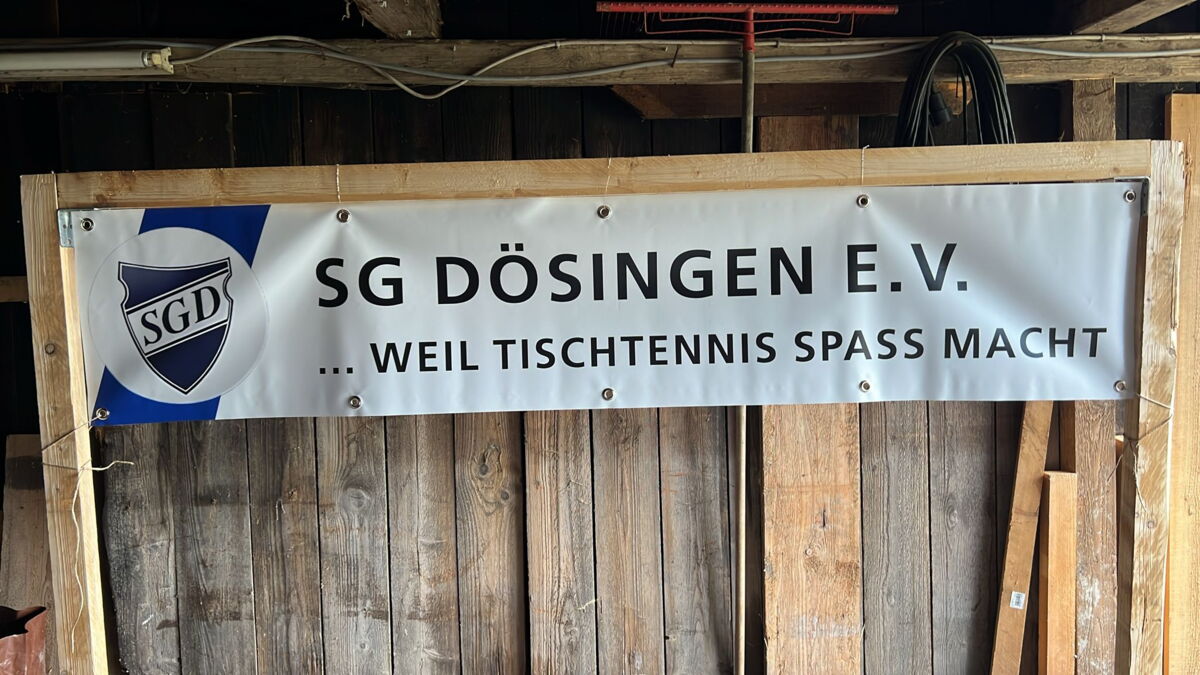 SGD
SG DÖSINGEN E.V.
... WEIL TISCHTENNIS SPASS MACHT